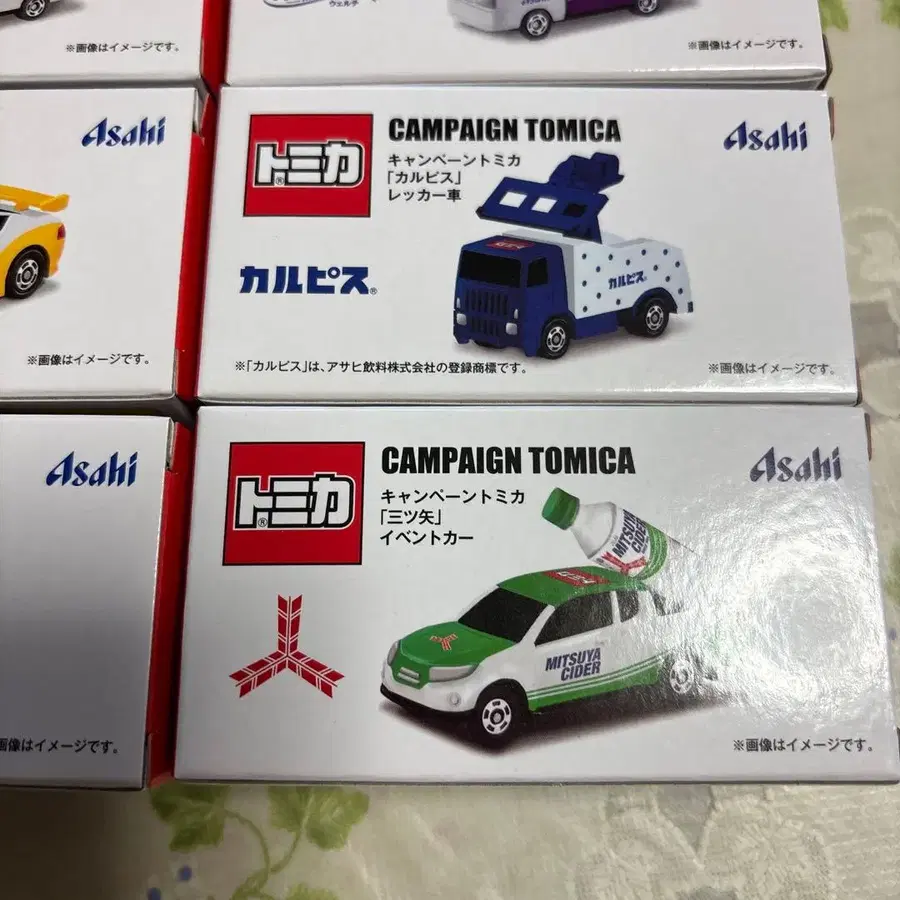 ウェルチ
※画像はイメージです。
※画像はイメージです。
Asahi
※画像はイメージです。
トミカ®
CAMPAIGN TOMICA
キャンペーントミカ
「カルピス」
レッカー車
Asahi
カルピス®
カルピス
※「カルピス」は、アサヒ飲料株式会社の登録商標です。
※画像はイメージです。
Asahi
画像はイメージです。
トミカ®
CAMPAIGN TOMICA
キャンペーントミカ
「三ツ矢」
イベントカー
Asahi
MITSUYA
CIDER
トミカ
MITSUYA
CIDER
※画像はイメージです。